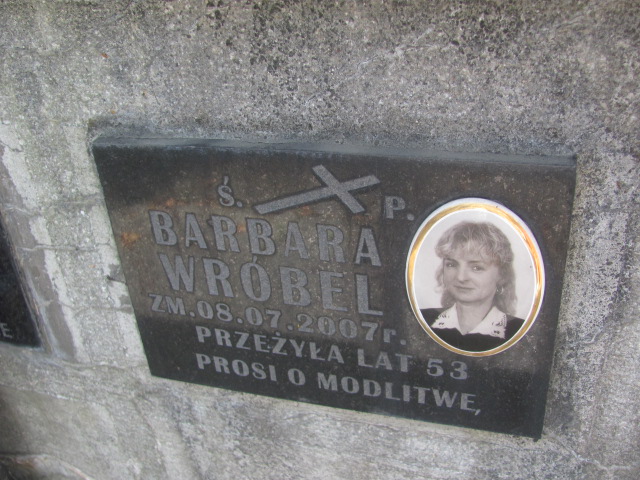 Ś. P.
BARBARA
WRÓBEL
ZM.08.07.2007r.
PRZEŻYŁA LAT 53
PROSI O MODLITWĘ,
E